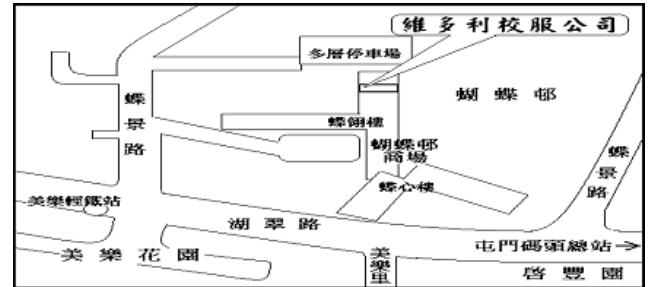 維多利校服公司
多層停車場
蝴蝶邨
蝶景路
蝶翎樓
蝴蝶邨
商場
蝶景路
蝶心樓
美樂輕鐵站
湖翠路
屯門碼頭總站→
美樂花園
美樂里
啓豐園